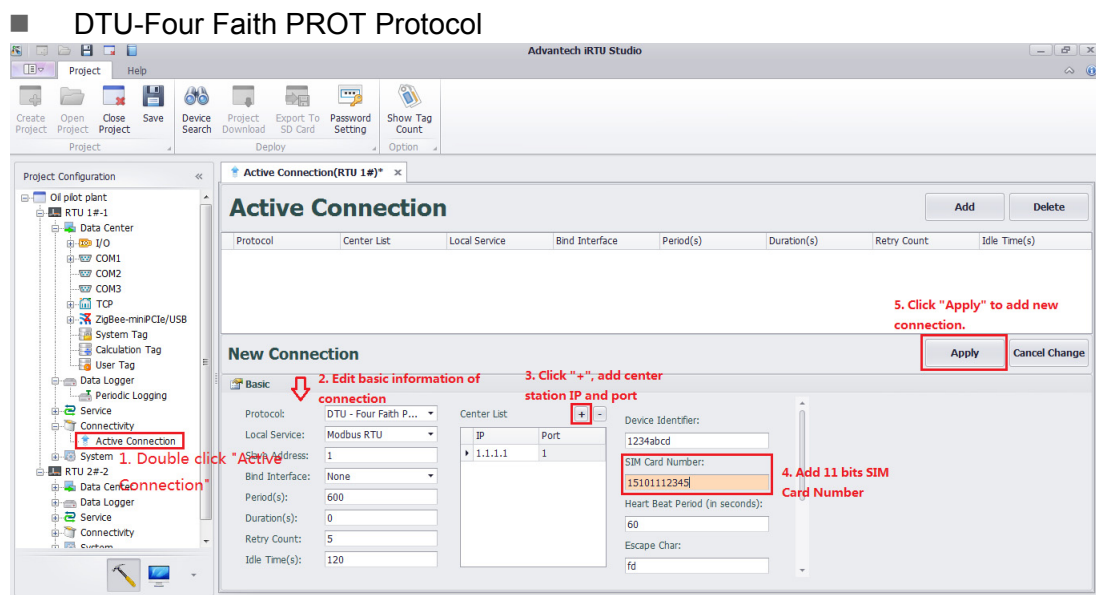 DTU-Four Faith PROT Protocol
Advantech iRTU Studio
Project Help
Create Project
Open Project
Close Project
Save
Device Search
Project Download
Export To SD Card
Password Setting
Show Tag Count
Project
Deploy
Option
Project Configuration
Oil pilot plant
RTU 1#-1
Data Center
I/O
COM1
COM2
COM3
TCP
ZigBee-miniPCIe/USB
System Tag
Calculation Tag
User Tag
Data Logger
Periodic Logging
Service
Connectivity
Active Connection
System
RTU 2#-2
Data Center
Data Logger
Service
Connectivity
System
1. Double click "Active
Connection"
Active Connection(RTU 1#)*
Active Connection
Add Delete
Protocol Center List Local Service Bind Interface Period(s) Duration(s) Retry Count Idle Time(s)
5. Click "Apply" to add new
connection.
New Connection
Apply Cancel Change
Basic
2. Edit basic information of
connection
3. Click "+", add center
station IP and port
Protocol: DTU - Four Faith P...
Local Service: Modbus RTU
Slave Address: 1
Bind Interface: None
Period(s): 600
Duration(s): 0
Retry Count: 5
Idle Time(s): 120
Center List + -
IP Port
1.1.1.1 1
Device Identifier:
1234abcd
SIM Card Number:
15101112345
4. Add 11 bits SIM
Card Number
Heart Beat Period (in seconds):
60
Escape Char:
fd